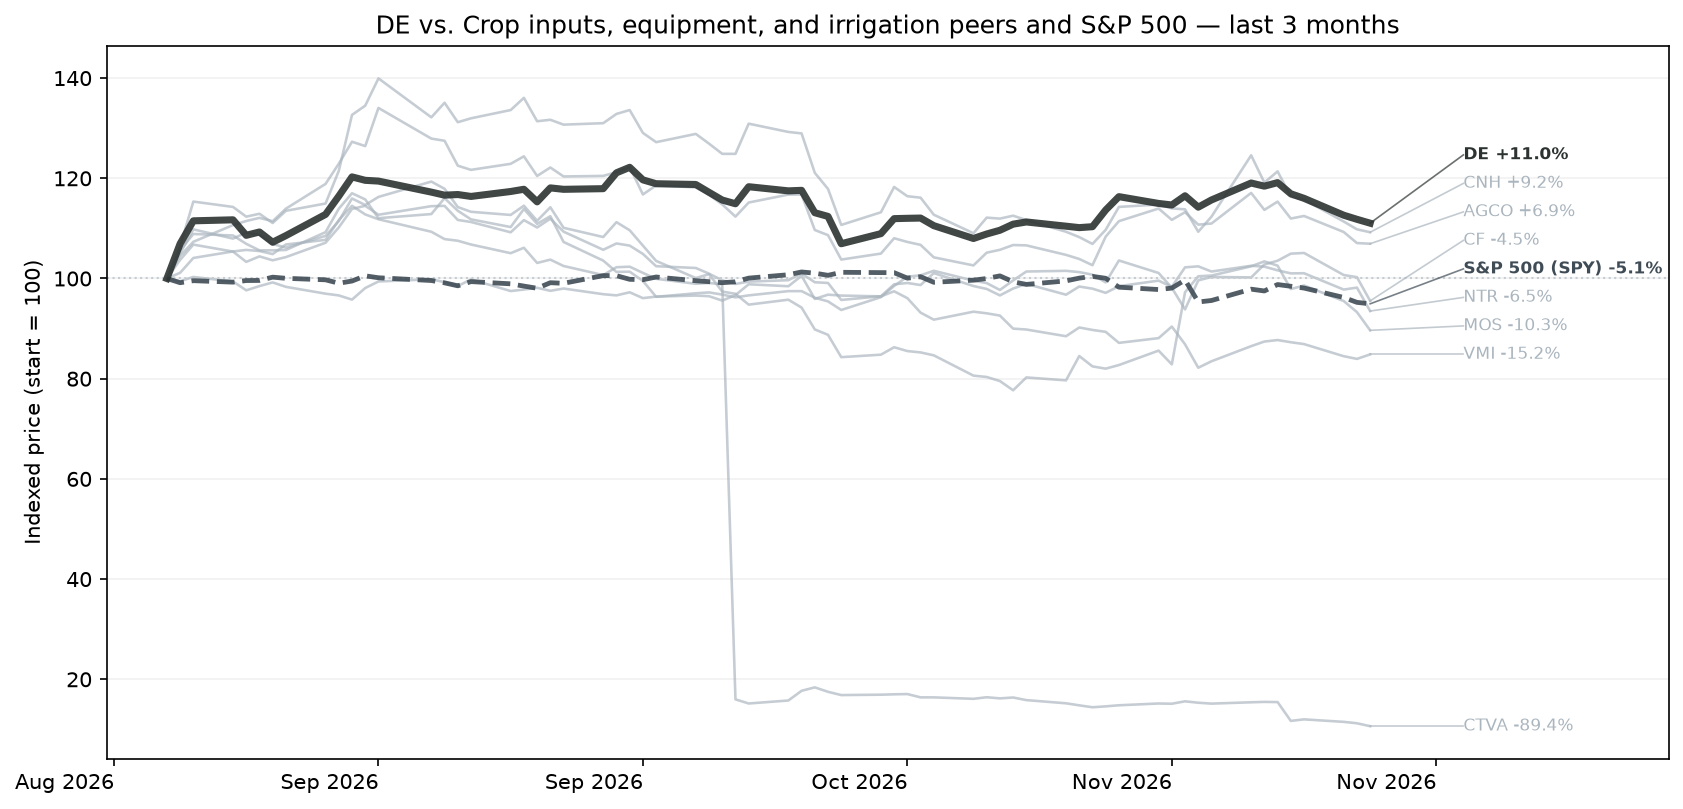 DE vs. Crop inputs, equipment, and irrigation peers and S&P 500 — last 3 months
Indexed price (start = 100)
140
120
100
80
60
40
20
DE +11.0%
CNH +9.2%
AGCO +6.9%
CF -4.5%
S&P 500 (SPY) -5.1%
NTR -6.5%
MOS -10.3%
VMI -15.2%
CTVA -89.4%
Aug 2026
Sep 2026
Sep 2026
Oct 2026
Nov 2026
Nov 2026